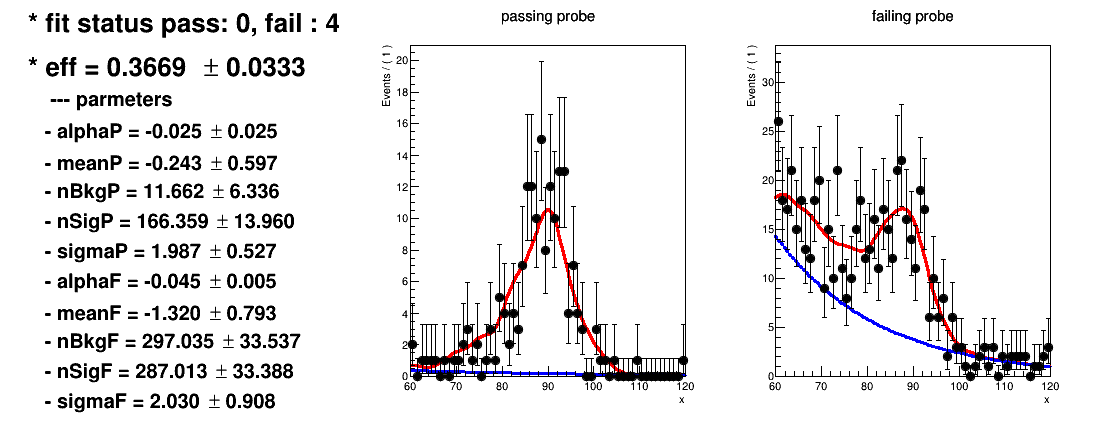 * fit status pass: 0, fail : 4
* eff = 0.3669 ± 0.0333
--- parmeters
- alphaP = -0.025 ± 0.025
- meanP = -0.243 ± 0.597
- nBkgP = 11.662 ± 6.336
- nSigP = 166.359 ± 13.960
- sigmaP = 1.987 ± 0.527
- alphaF = -0.045 ± 0.005
- meanF = -1.320 ± 0.793
- nBkgF = 297.035 ± 33.537
- nSigF = 287.013 ± 33.388
- sigmaF = 2.030 ± 0.908
passing probe
Events / ( 1 )
20
18
16
14
12
10
8
6
4
2
0
60 70 80 90 100 110 120
x
failing probe
Events / ( 1 )
30
25
20
15
10
5
0
60 70 80 90 100 110 120
x